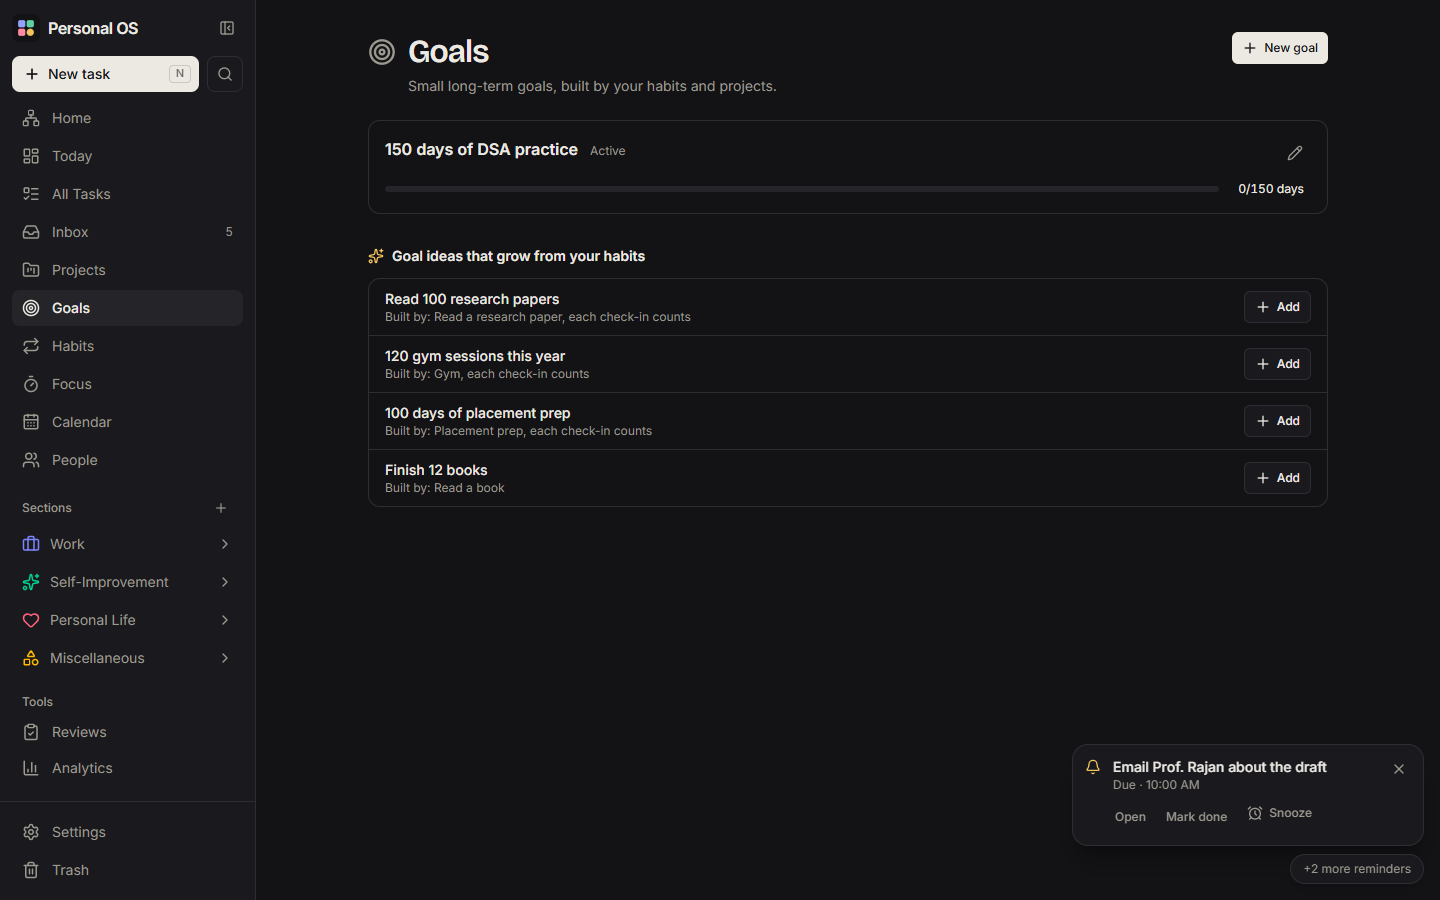 Personal OS
New task N
Home
Today
All Tasks
Inbox 5
Projects
Goals
Habits
Focus
Calendar
People
Sections
Work
Self-Improvement
Personal Life
Miscellaneous
Tools
Reviews
Analytics
Settings
Trash
Goals
New goal
Small long-term goals, built by your habits and projects.
150 days of DSA practice Active
0/150 days
Goal ideas that grow from your habits
Read 100 research papers
Built by: Read a research paper, each check-in counts
Add
120 gym sessions this year
Built by: Gym, each check-in counts
Add
100 days of placement prep
Built by: Placement prep, each check-in counts
Add
Finish 12 books
Built by: Read a book
Add
Email Prof. Rajan about the draft
Due · 10:00 AM
Open Mark done Snooze
+2 more reminders